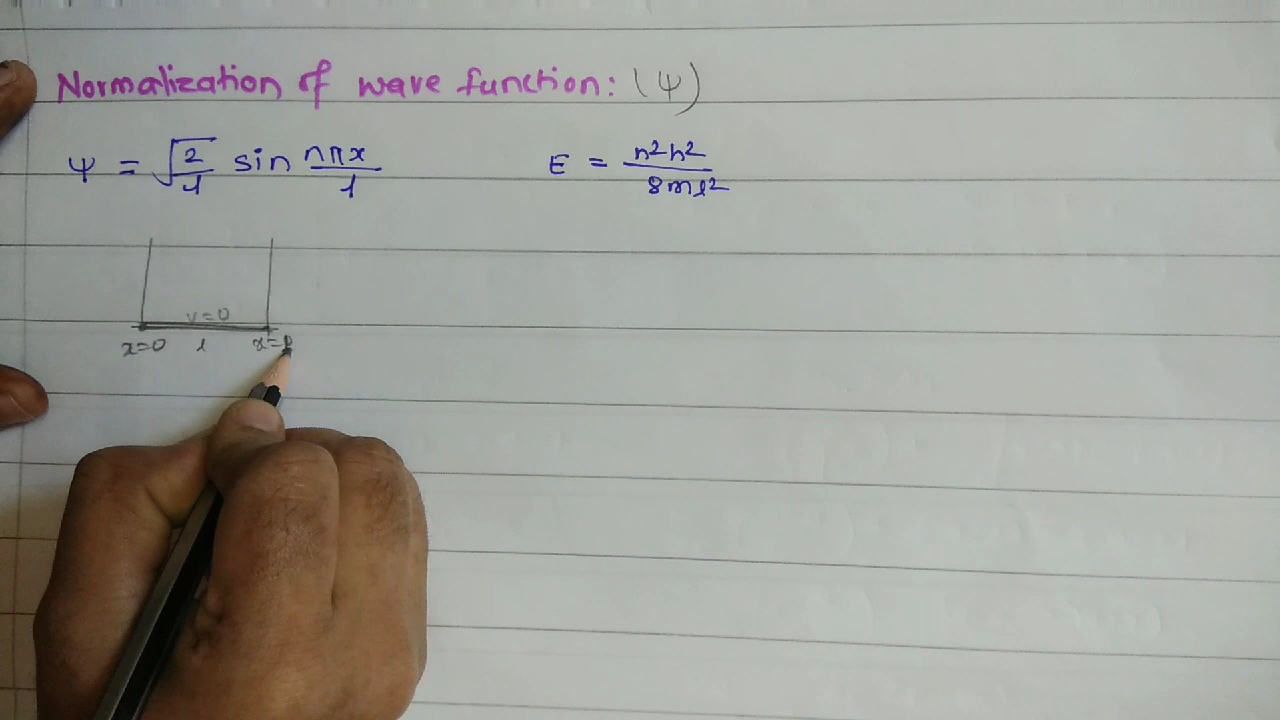 Normalization of wave function: (Ψ)
Ψ = √2/l sin nπx/l E = n²h²/8ml²
V=0
x=0 l x=l